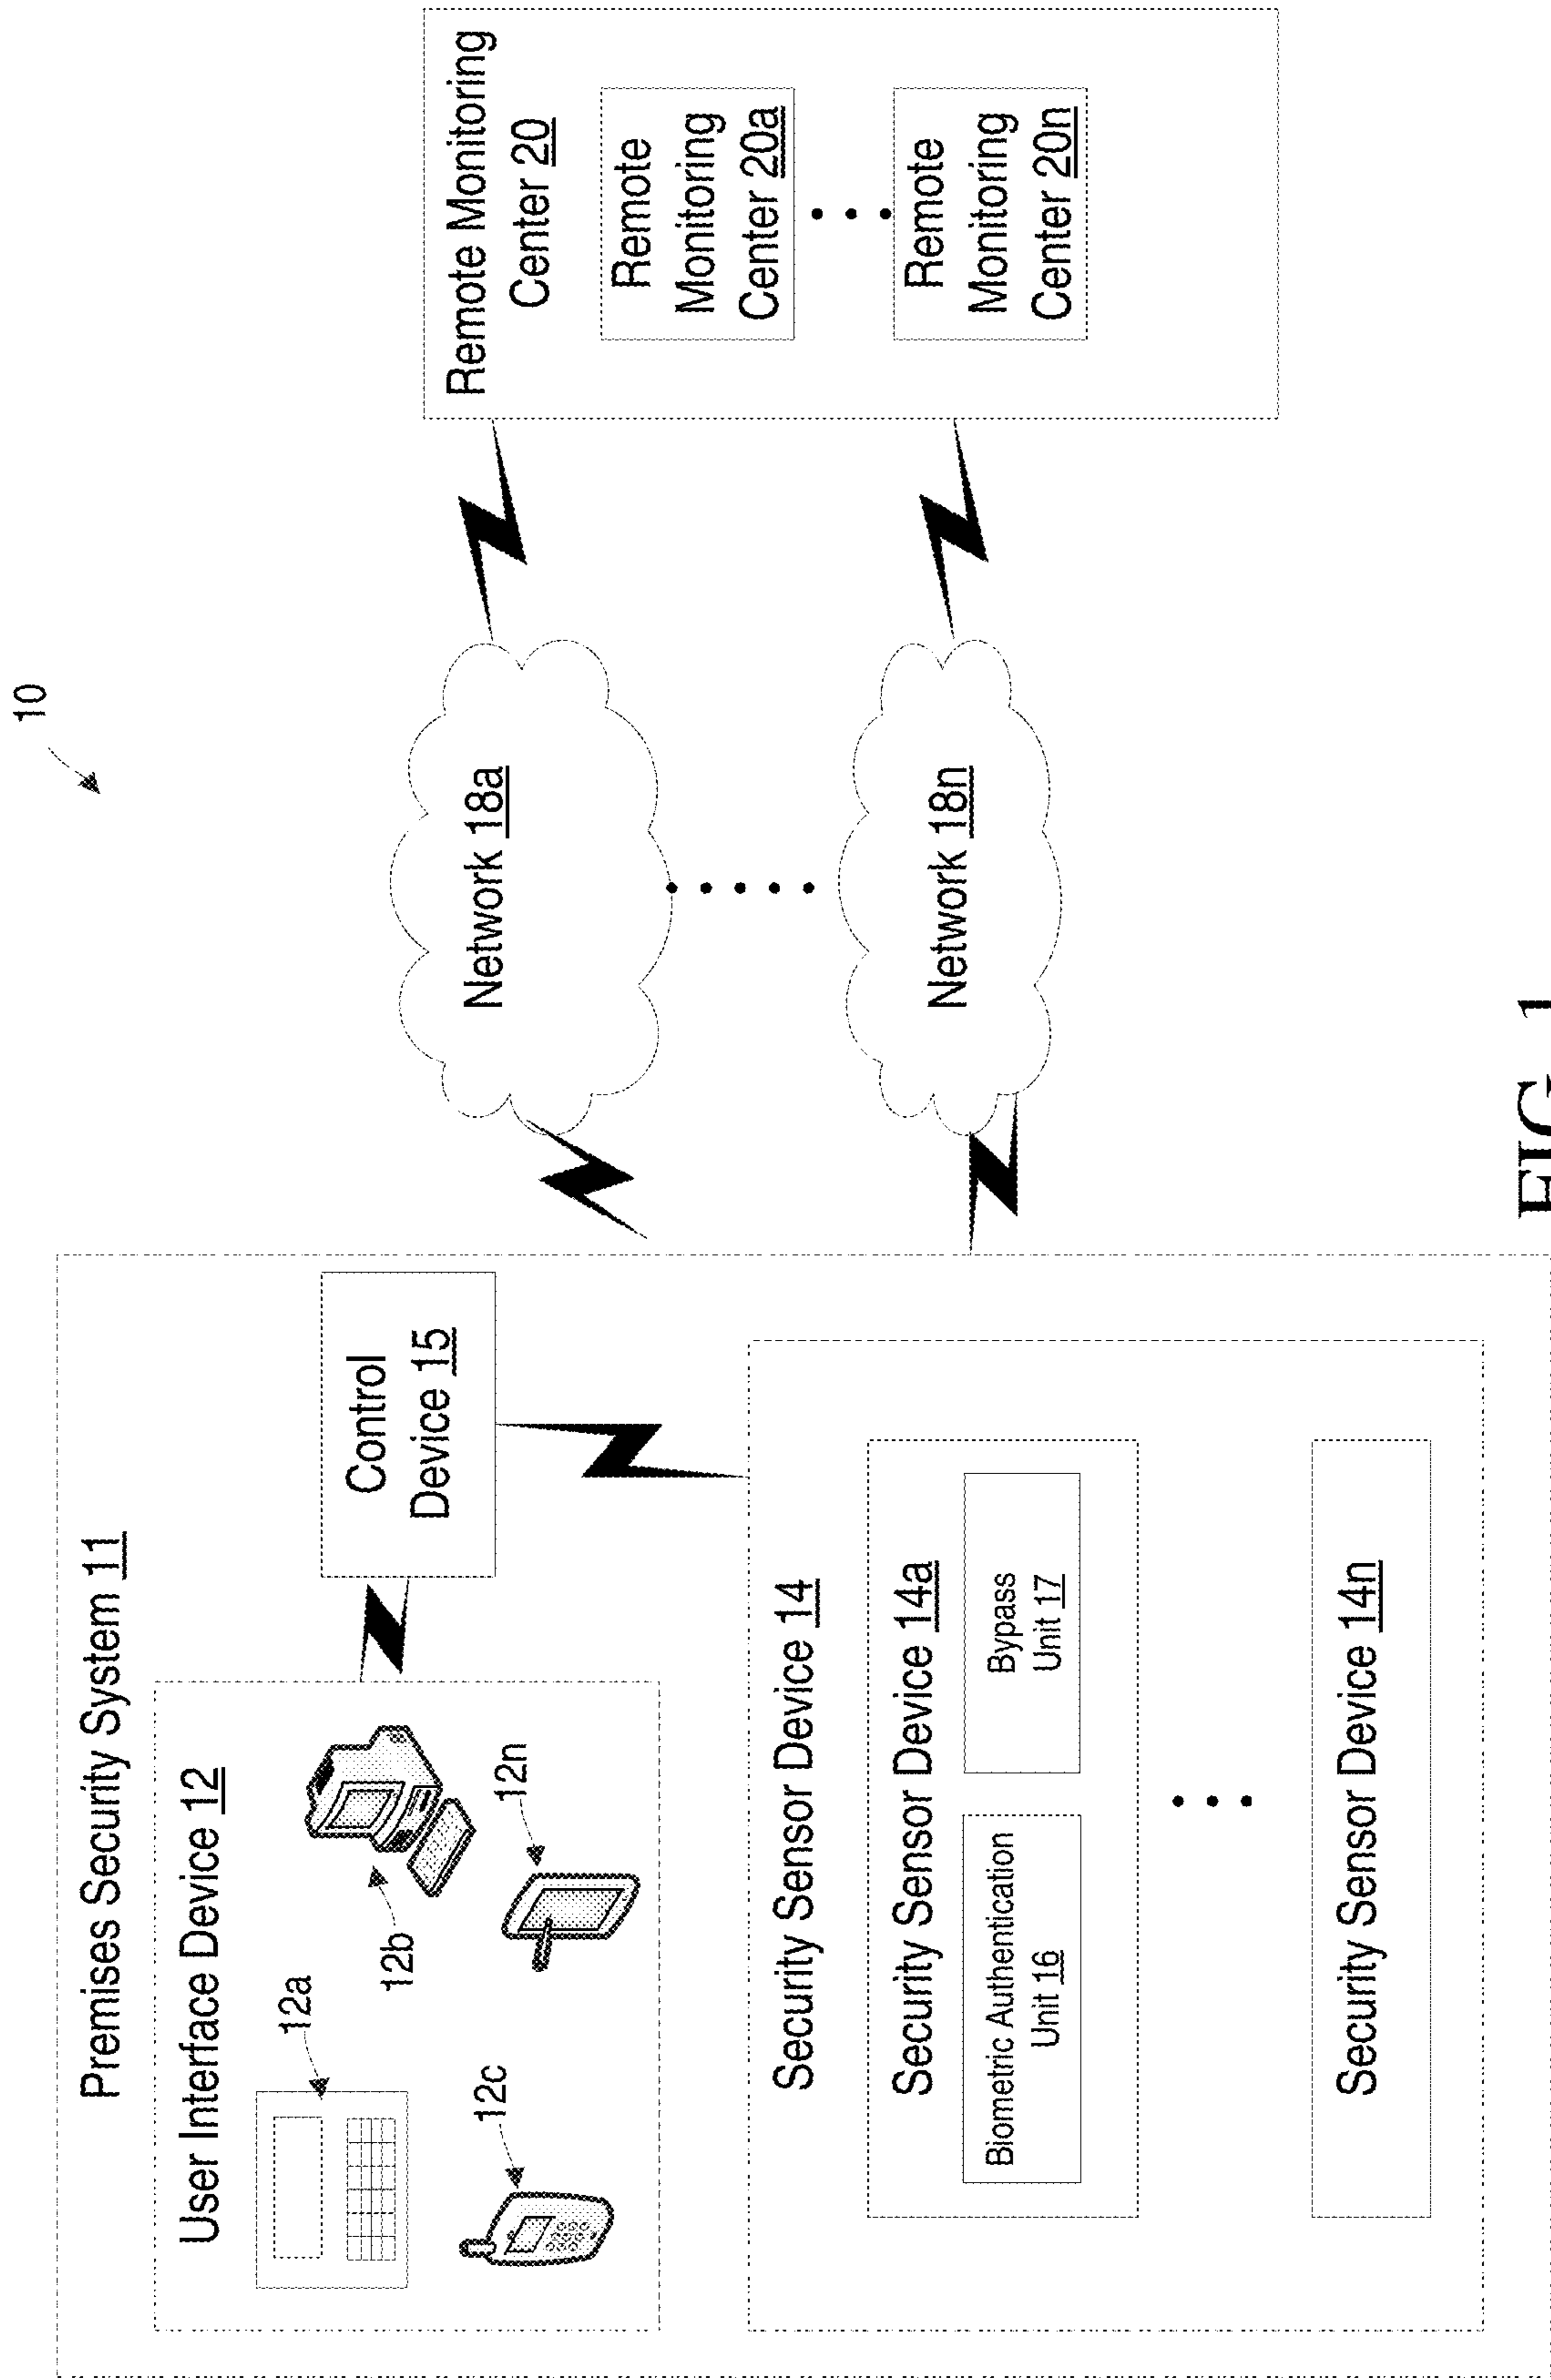 10
Premises Security System 11
User Interface Device 12
12a
12b
12c
12n
Control
Device 15
Security Sensor Device 14
Security Sensor Device 14a
Biometric Authentication
Unit 16
Bypass
Unit 17
Security Sensor Device 14n
Network 18a
Network 18n
Remote Monitoring
Center 20
Remote
Monitoring
Center 20a
Remote
Monitoring
Center 20n
FIG. 1